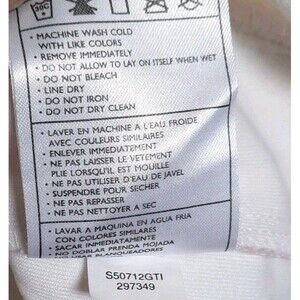 30C
• MACHINE WASH COLD
WITH LIKE COLORS
• REMOVE IMMEDIATELY
• DO NOT ALLOW TO LAY ON ITSELF WHEN WET
• DO NOT BLEACH
• LINE DRY
• DO NOT IRON
• DO NOT DRY CLEAN
• LAVER EN MACHINE A L'EAU FROIDE
AVEC COULEURS SIMILAIRES
• ENLEVER IMMEDIATEMENT
• NE PAS LAISSER LE VETEMENT
PLIE LORSQU'IL EST MOUILLE
• NE PAS UTILISER D'EAU DE JAVEL
• SUSPENDRE POUR SECHER
• NE PAS REPASSER
• NE PAS NETTOYER A SEC
• LAVAR A MAQUINA EN AGUA FRIA
CON COLORES SIMILARES
• SACAR INMEDIATAMENTE
• NO DOBLAR PRENDA MOJADA
BLANQUEADORES
S50712GTI
297349